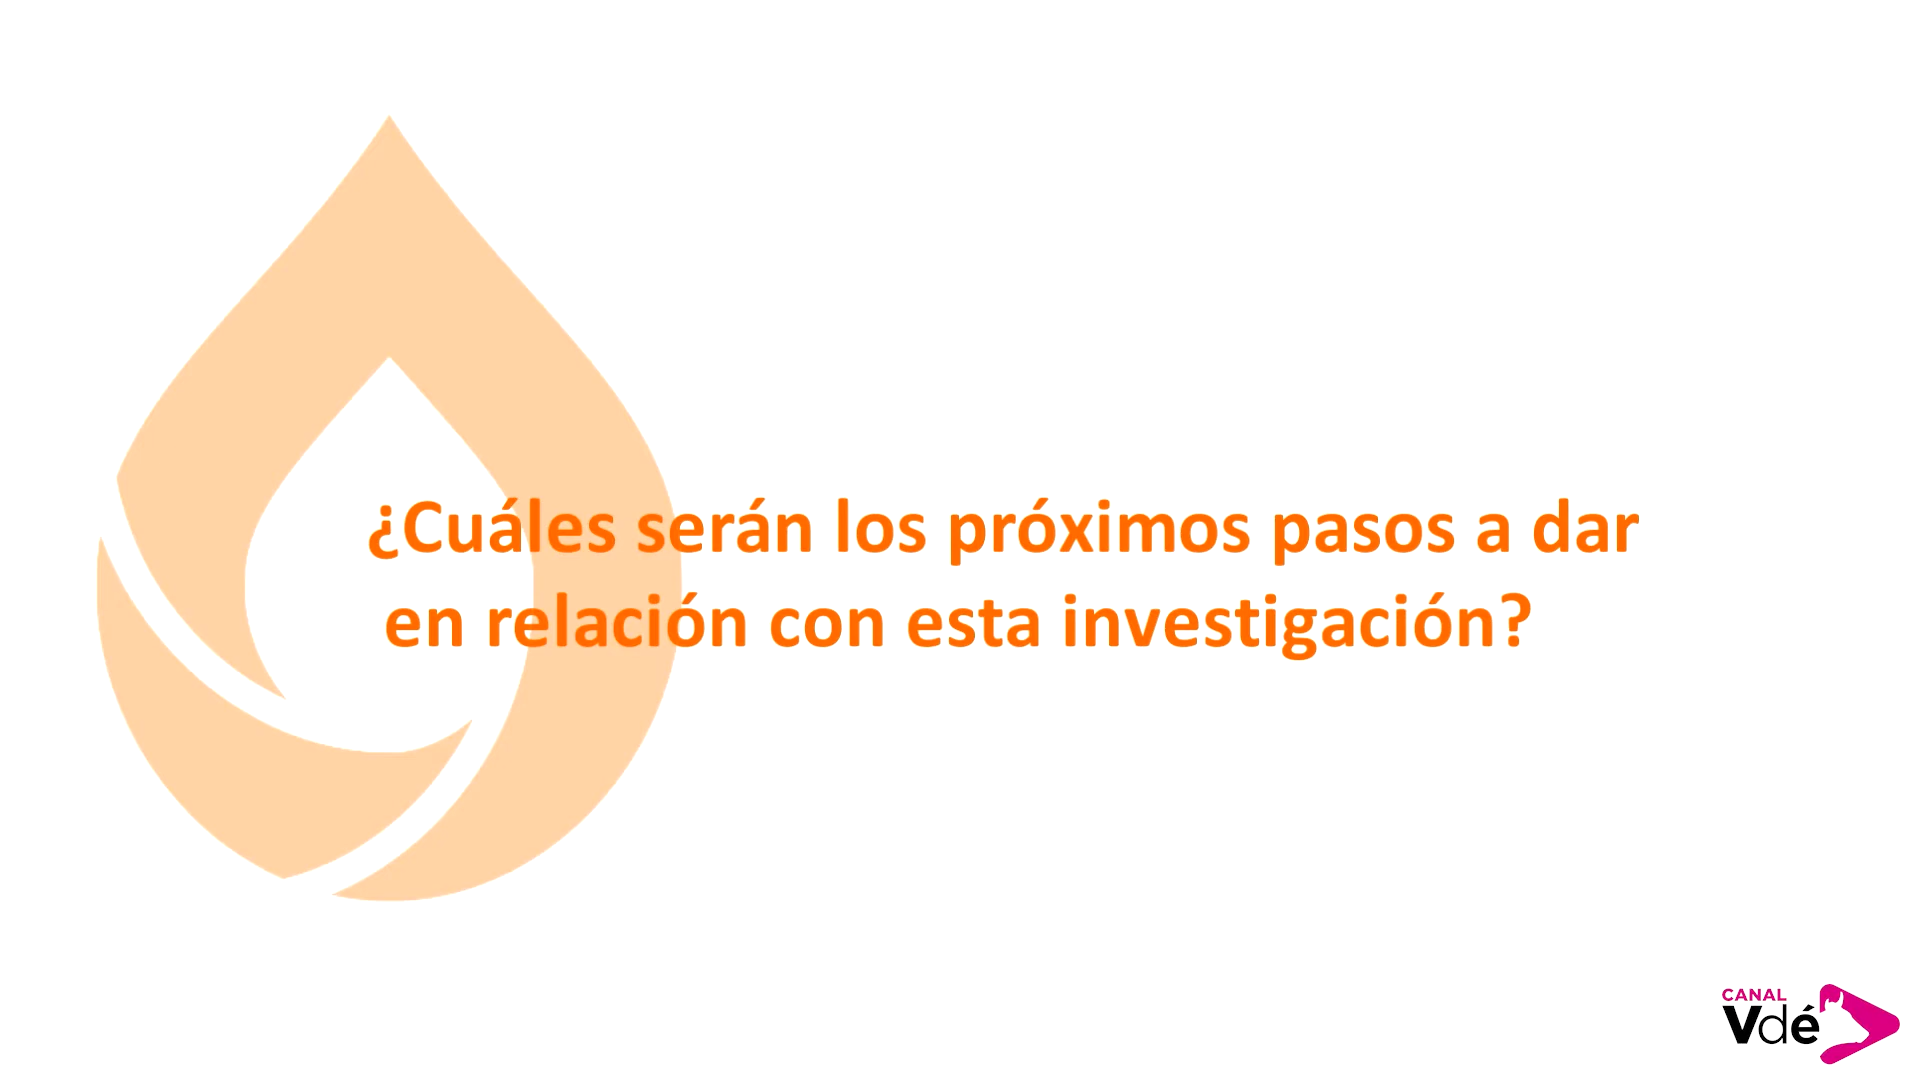 ¿Cuáles serán los próximos pasos a dar
en relación con esta investigación?
CANAL
Vdé